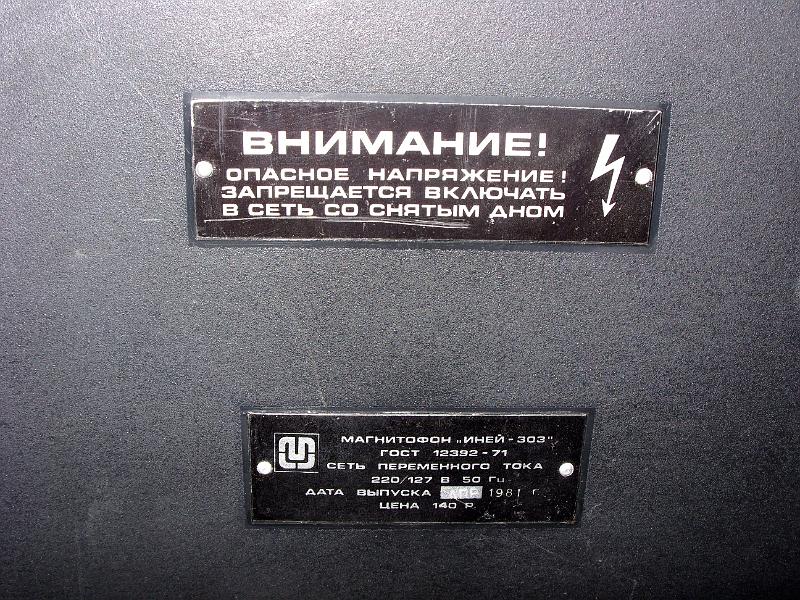 ВНИМАНИЕ!
ОПАСНОЕ НАПРЯЖЕНИЕ!
ЗАПРЕЩАЕТСЯ ВКЛЮЧАТЬ
В СЕТЬ СО СНЯТЫМ ДНОМ
МАГНИТОФОН „ИНЕЙ-303"
ГОСТ 12392-71
СЕТЬ ПЕРЕМЕННОГО ТОКА
220/127 В 50 Гц
ДАТА ВЫПУСКА АПР 1981 г.
ЦЕНА 140 Р.